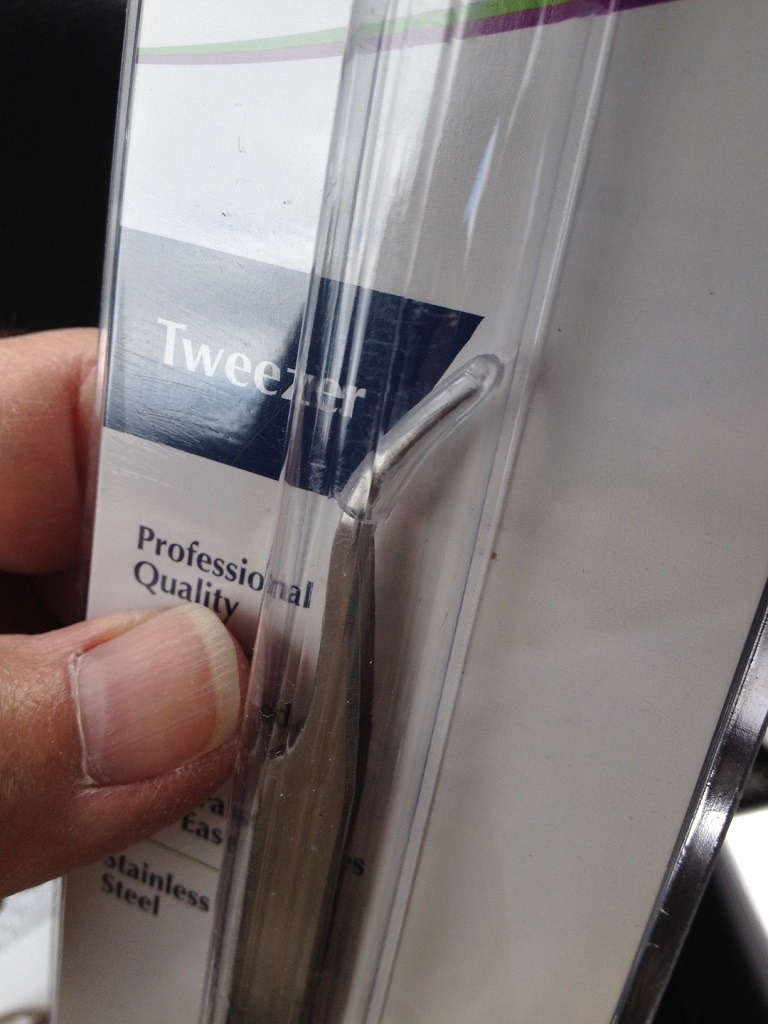 Tweezer
Professional
Quality
Stainless
Steel